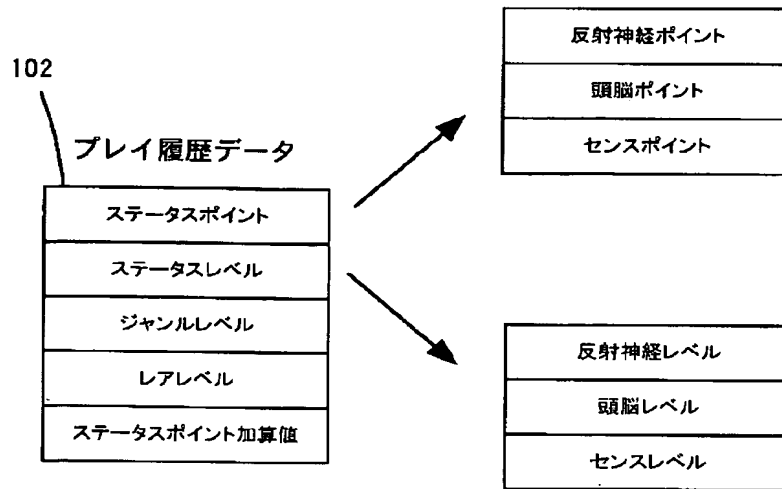 102
プレイ履歴データ
ステータスポイント
ステータスレベル
ジャンルレベル
レアレベル
ステータスポイント加算値
反射神経ポイント
頭脳ポイント
センスポイント
反射神経レベル
頭脳レベル
センスレベル